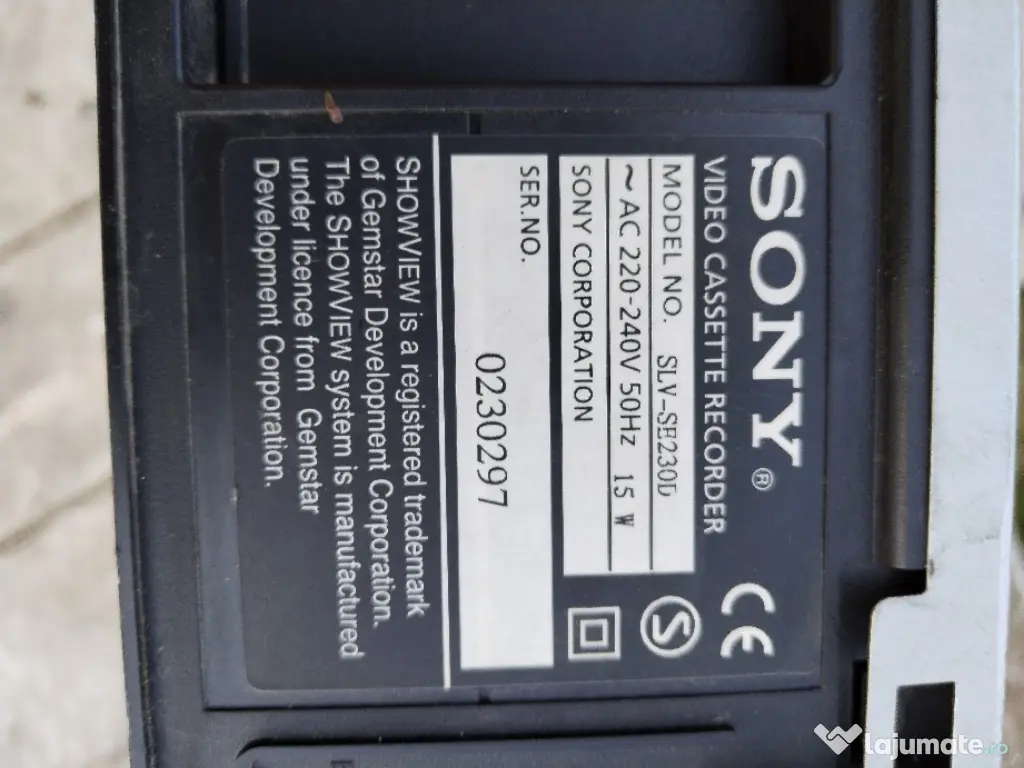 SONY®
VIDEO CASSETTE RECORDER
MODEL NO. SLV-SE230D
~AC 220-240V 50Hz 15 W
SONY CORPORATION
SER.NO.
0230297
CE
S
SHOWVIEW is a registered trademark
of Gemstar Development Corporation.
The SHOWVIEW system is manufactured
under licence from Gemstar
Development Corporation.
lajumate.ro